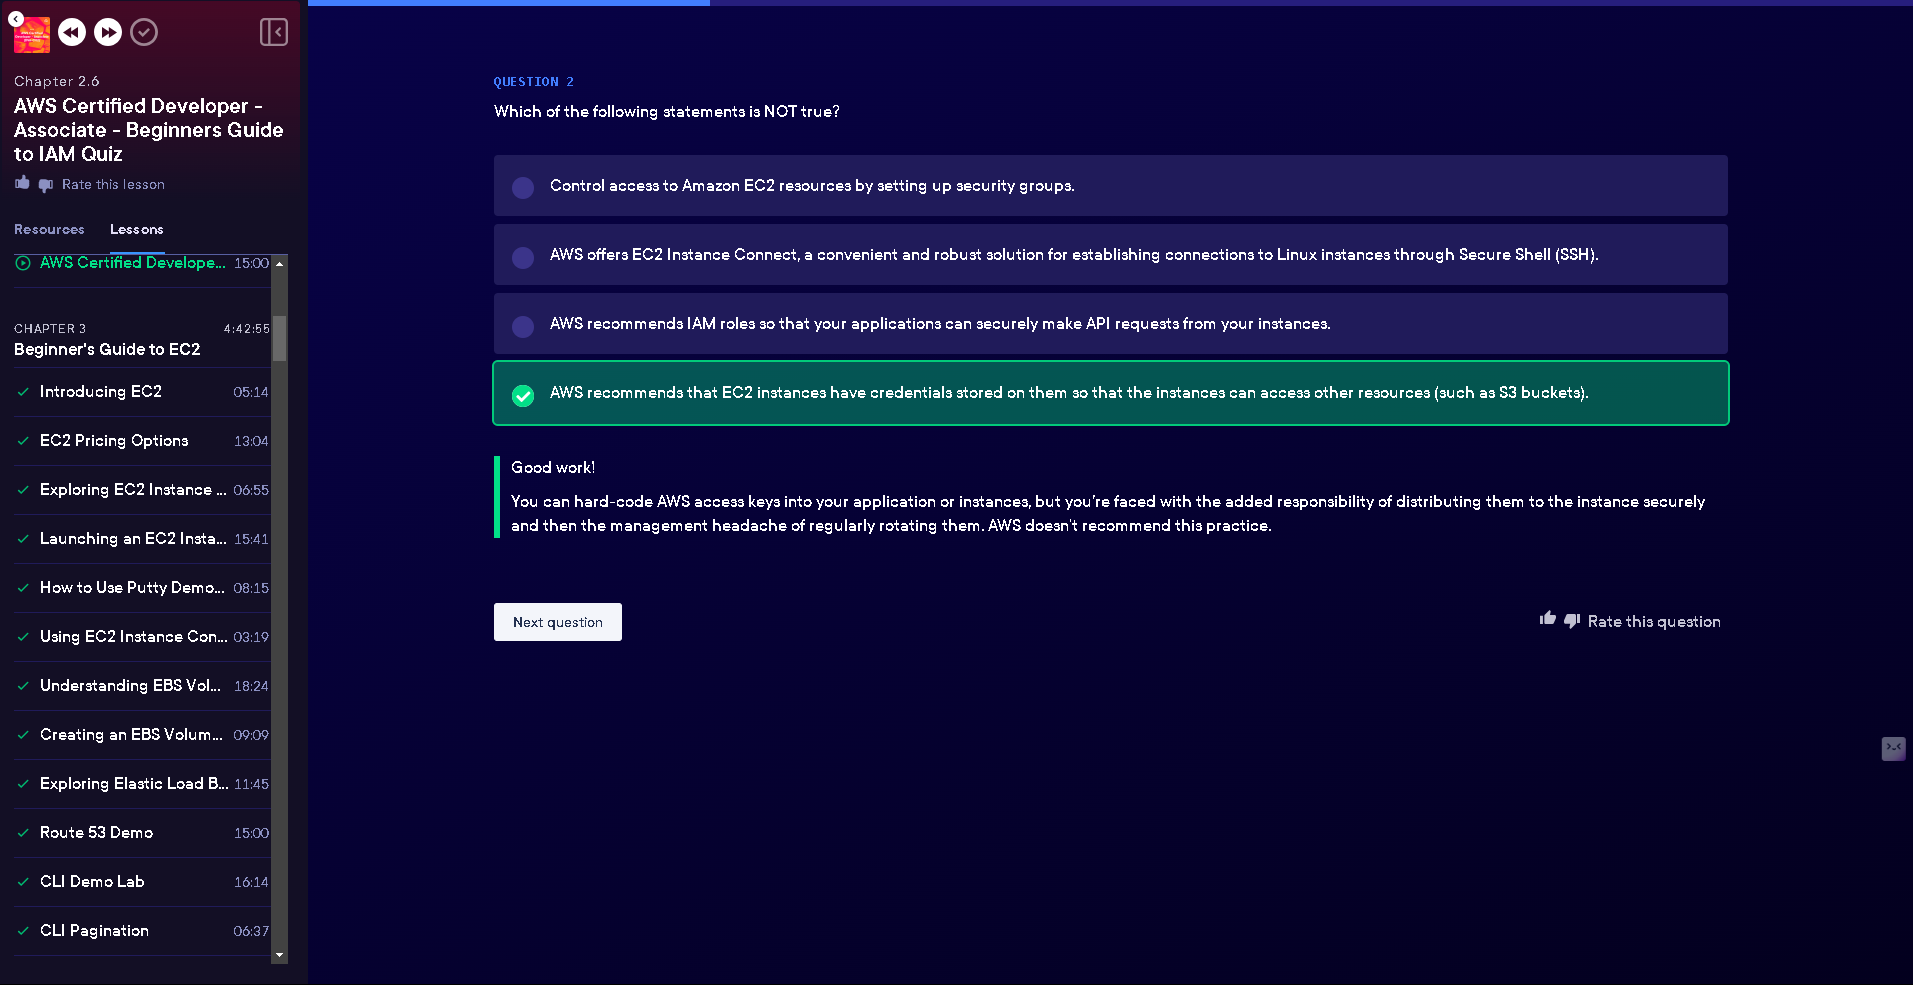 Chapter 2.6
AWS Certified Developer -
Associate - Beginners Guide
to IAM Quiz
Rate this lesson
Resources Lessons
AWS Certified Develope... 15:00
CHAPTER 3 4:42:55
Beginner's Guide to EC2
Introducing EC2 05:14
EC2 Pricing Options 13:04
Exploring EC2 Instance ... 06:55
Launching an EC2 Insta... 15:41
How to Use Putty Demo... 08:15
Using EC2 Instance Con... 03:19
Understanding EBS Vol... 18:24
Creating an EBS Volum... 09:09
Exploring Elastic Load B... 11:45
Route 53 Demo 15:00
CLI Demo Lab 16:14
CLI Pagination 06:37
QUESTION 2
Which of the following statements is NOT true?
Control access to Amazon EC2 resources by setting up security groups.
AWS offers EC2 Instance Connect, a convenient and robust solution for establishing connections to Linux instances through Secure Shell (SSH).
AWS recommends IAM roles so that your applications can securely make API requests from your instances.
AWS recommends that EC2 instances have credentials stored on them so that the instances can access other resources (such as S3 buckets).
Good work!
You can hard-code AWS access keys into your application or instances, but you're faced with the added responsibility of distributing them to the instance securely
and then the management headache of regularly rotating them. AWS doesn't recommend this practice.
Next question
Rate this question